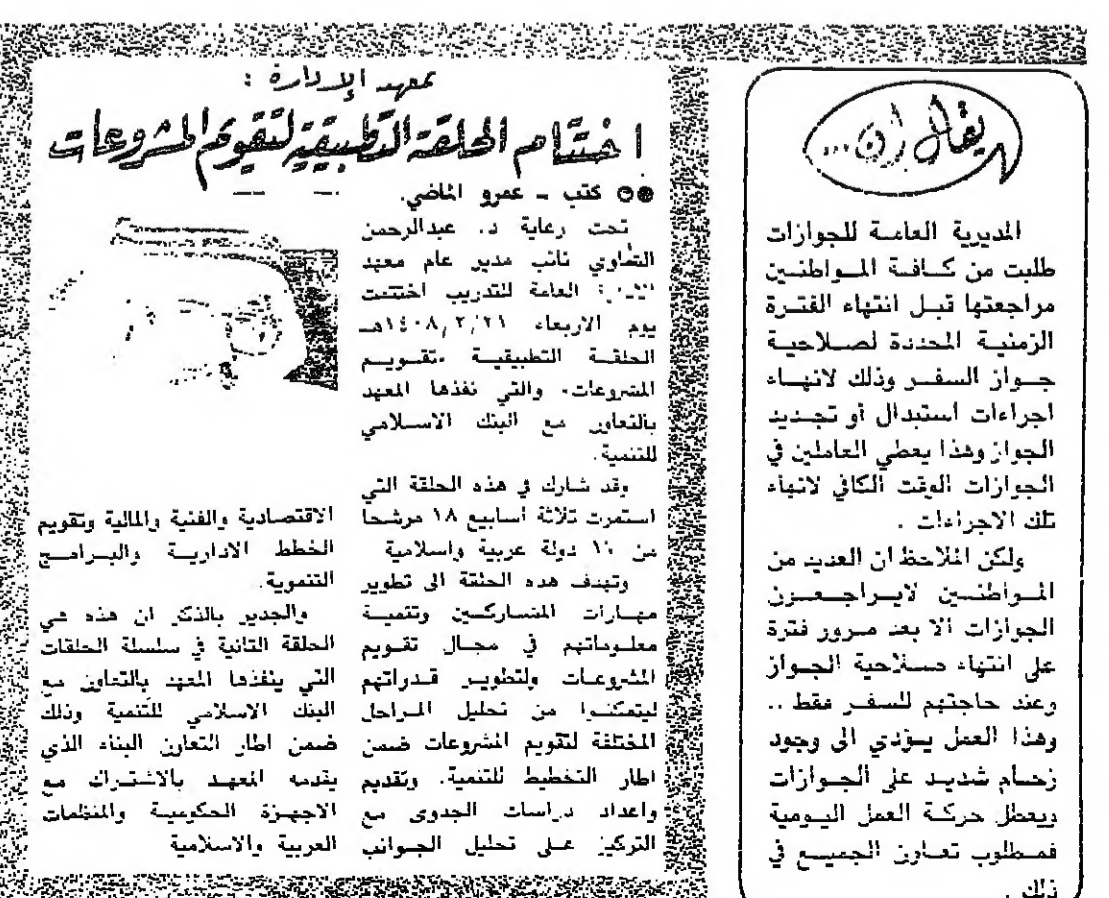 يقال إن...
المديرية العامة للجوازات
طلبت من كافة المواطنين
مراجعتها قبل انتهاء الفترة
الزمنية المحددة لصلاحية
جواز السفر وذلك لانهاء
اجراءات استبدال أو تجديد
الجواز وهذا يعطي العاملين في
الجوازات الوقت الكافي لانهاء
تلك الاجراءات .
ولكن الملاحظ ان العديد من
المواطنين لايراجعون
الجوازات الا بعد مرور فترة
على انتهاء صلاحية الجواز
وعند حاجتهم للسفر فقط ..
وهذا العمل يؤدي الى وجود
زحام شديد على الجوازات
ويعطل حركة العمل اليومية
فمطلوب تعاون الجميع في
ذلك .
بمعهد الإدارة :
اختتام الحلقة التطبيقية لتقويم المشروعات
كتب - عمرو الماضي.
تحت رعاية د. عبدالرحمن
نائب مدير عام معهد
العامة للتدريب اختتمت
يوم الاربعاء ١٤٠٨/٢/٢١هـ
الحلقة التطبيقية «تقويم
المشروعات» والتي نفذها المعهد
بالتعاون مع البنك الاسلامي
للتنمية.
وقد شارك في هذه الحلقة التي
استمرت ثلاثة أسابيع ١٨ مرشحا
من دولة عربية واسلامية
وتهدف هذه الحلقة الى تطوير
مهارات المتساركين وتنمية
معلوماتهم في مجال تقويم
المشروعات ولتطوير قدراتهم
ليتمكنوا من تحليل المراحل
المختلفة لتقويم المشروعات ضمن
اطار التخطيط للتنمية. وتقديم
واعداد دراسات الجدوى مع
التركيز على تحليل الجوانب
الاقتصادية والفنية والمالية وتقويم
الخطط الادارية والبرامج
التنموية.
والجدير بالذكر ان هذه هي
الحلقة الثانية في سلسلة الحلقات
التي ينفذها المعهد بالتعاون مع
البنك الاسلامي للتنمية وذلك
ضمن اطار التعاون البناء الذي
يقدمه المعهد بالاشتراك مع
الاجهزة الحكومية والمنظمات
العربية والاسلامية